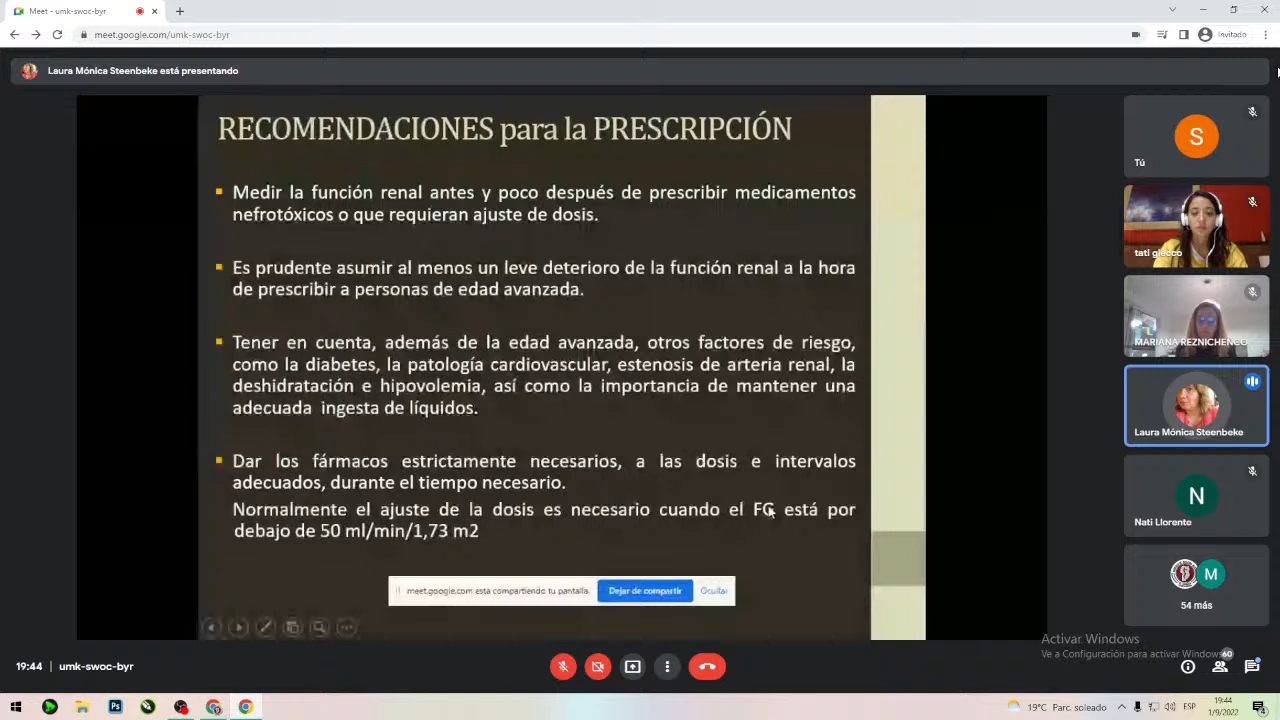 Meet - umk-swoc-byr
meet.google.com/umk-swoc-byr
Invitado
Laura Mónica Steenbeke está presentando
RECOMENDACIONES para la PRESCRIPCIÓN
Medir la función renal antes y poco después de prescribir medicamentos
nefrotóxicos o que requieran ajuste de dosis.
Es prudente asumir al menos un leve deterioro de la función renal a la hora
de prescribir a personas de edad avanzada.
Tener en cuenta, además de la edad avanzada, otros factores de riesgo,
como la diabetes, la patología cardiovascular, estenosis de arteria renal, la
deshidratación e hipovolemia, así como la importancia de mantener una
adecuada ingesta de líquidos.
Dar los fármacos estrictamente necesarios, a las dosis e intervalos
adecuados, durante el tiempo necesario.
Normalmente el ajuste de la dosis es necesario cuando el FG está por
debajo de 50 ml/min/1,73 m2
meet.google.com esta compartiendo tu pantalla.
Dejar de compartir
Ocultar
S
Tú
tati giecco
MARIANA REZNICHENCO
Laura Mónica Steenbeke
N
Nati Llorente
M
54 más
Activar Windows
Ve a Configuración para activar Windows
60
19:44
umk-swoc-byr
Ps
19°C Parc. soleado
ESP
19:44
1/9/2022
4